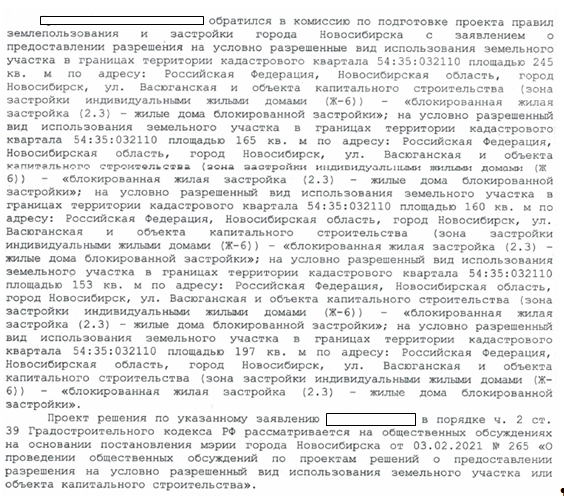 обратился в комиссию по подготовке проекта правил
землепользования и застройки города Новосибирска с заявлением о
предоставлении разрешения на условно разрешенные вид использования земельного
участка в границах территории кадастрового квартала 54:35:032110 площадью 245
кв. м по адресу: Российская Федерация, Новосибирская область, город
Новосибирск, ул. Васюганская и объекта капитального строительства (зона
застройки индивидуальными жилыми домами (Ж-6)) – «блокированная жилая
застройка (2.3) – жилые дома блокированной застройки»; на условно разрешенный
вид использования земельного участка в границах территории кадастрового
квартала 54:35:032110 площадью 165 кв. м по адресу: Российская Федерация,
Новосибирская область, город Новосибирск, ул. Васюганская и объекта
капитального строительства (зона застройки индивидуальными жилыми домами (Ж-
6)) – «блокированная жилая застройка (2.3) – жилые дома блокированной
застройки»; на условно разрешенный вид использования земельного участка в
границах территории кадастрового квартала 54:35:032110 площадью 160 кв. м по
адресу: Российская Федерация, Новосибирская область, город Новосибирск, ул.
Васюганская и объекта капитального строительства (зона застройки
индивидуальными жилыми домами (Ж-6)) – «блокированная жилая застройка (2.3) –
жилые дома блокированной застройки»; на условно разрешенный вид использования
земельного участка в границах территории кадастрового квартала 54:35:032110
площадью 153 кв. м по адресу: Российская Федерация, Новосибирская область,
город Новосибирск, ул. Васюганская и объекта капитального строительства (зона
застройки индивидуальными жилыми домами (Ж-6)) – «блокированная жилая
застройка (2.3) – жилые дома блокированной застройки»; на условно разрешенный
вид использования земельного участка в границах территории кадастрового
квартала 54:35:032110 площадью 197 кв. м по адресу: Российская Федерация,
Новосибирская область, город Новосибирск, ул. Васюганская и объекта
капитального строительства (зона застройки индивидуальными жилыми домами (Ж-
6)) – «блокированная жилая застройка (2.3) – жилые дома блокированной
застройки».
Проект решения по указанному заявлению в порядке ч. 2 ст.
39 Градостроительного кодекса РФ рассматривается на общественных обсуждениях
на основании постановления мэрии города Новосибирска от 03.02.2021 № 265 «О
проведении общественных обсуждений по проектам решений о предоставлении
разрешения на условно разрешенный вид использования земельного участка или
объекта капитального строительства».